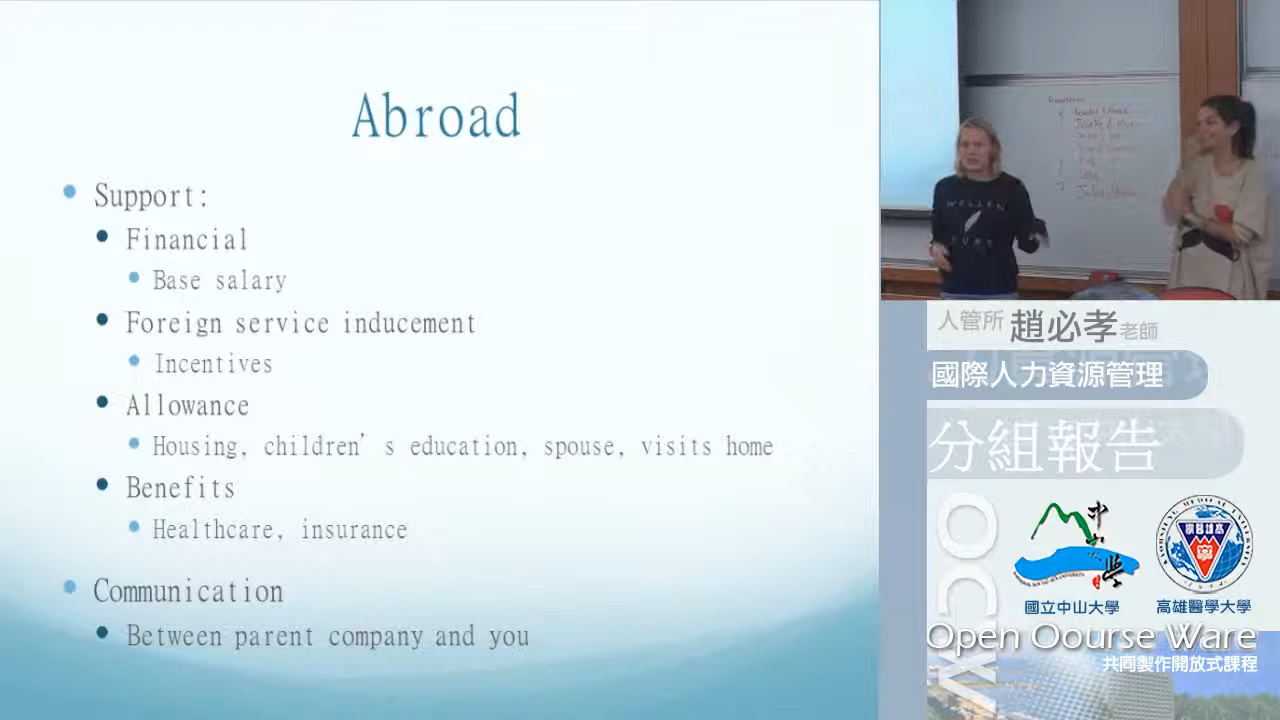 Abroad
Support:
Financial
Base salary
Foreign service inducement
Incentives
Allowance
Housing, children's education, spouse, visits home
Benefits
Healthcare, insurance
Communication
Between parent company and you
WELLEN
人管所 趙必孝老師
國際人力資源管理
分組報告
OCW
國立中山大學
高雄醫學大學
Open Oourse Ware
共同製作開放式課程